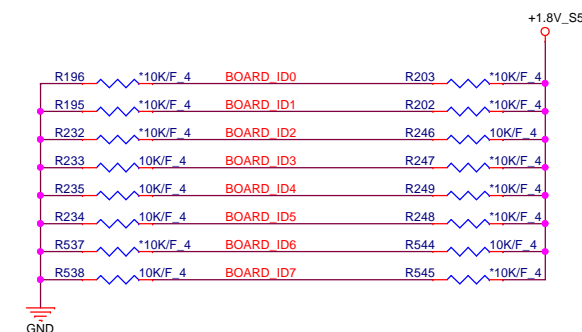 +1.8V_S5
R196 *10K/F_4 BOARD_ID0 R203 *10K/F_4
R195 *10K/F_4 BOARD_ID1 R202 *10K/F_4
R232 *10K/F_4 BOARD_ID2 R246 10K/F_4
R233 10K/F_4 BOARD_ID3 R247 *10K/F_4
R235 10K/F_4 BOARD_ID4 R249 *10K/F_4
R234 10K/F_4 BOARD_ID5 R248 *10K/F_4
R537 *10K/F_4 BOARD_ID6 R544 10K/F_4
R538 10K/F_4 BOARD_ID7 R545 *10K/F_4
GND